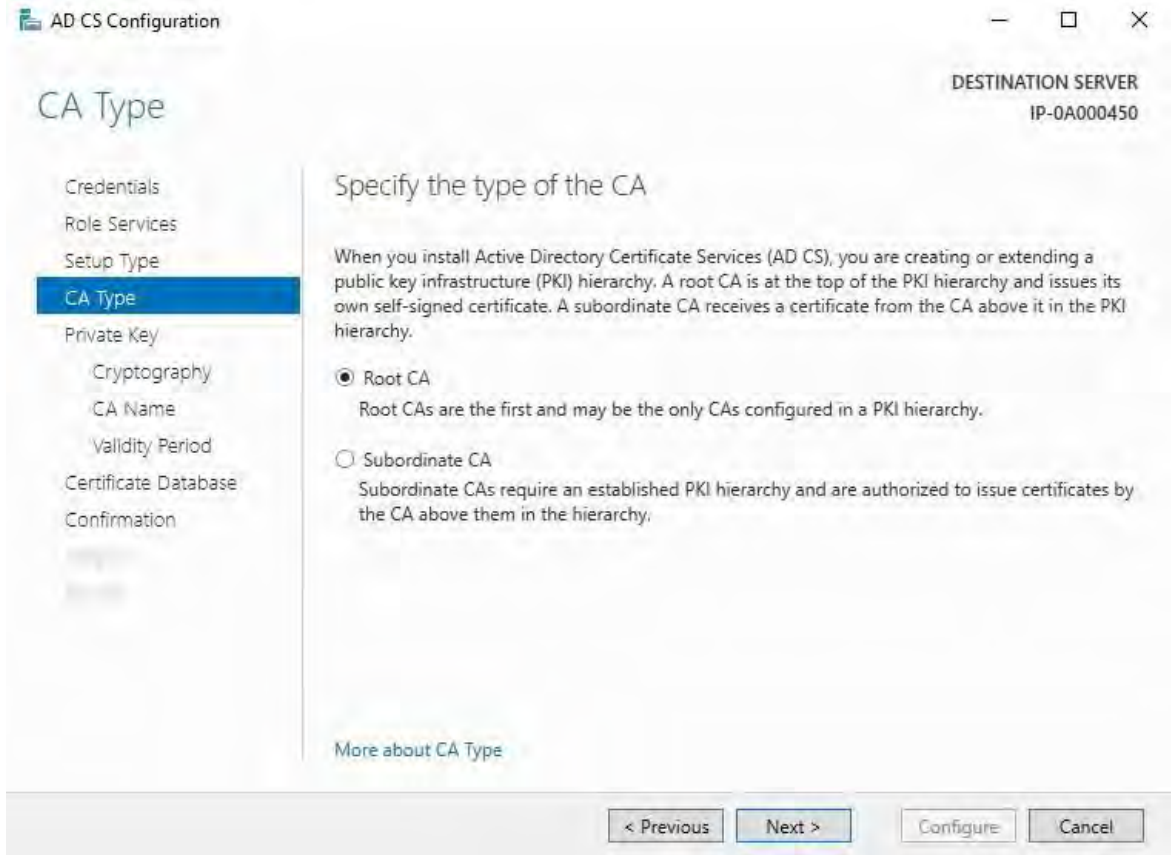 AD CS Configuration
CA Type
DESTINATION SERVER
IP-0A000450
Credentials
Role Services
Setup Type
CA Type
Private Key
Cryptography
CA Name
Validity Period
Certificate Database
Confirmation
Specify the type of the CA
When you install Active Directory Certificate Services (AD CS), you are creating or extending a
public key infrastructure (PKI) hierarchy. A root CA is at the top of the PKI hierarchy and issues its
own self-signed certificate. A subordinate CA receives a certificate from the CA above it in the PKI
hierarchy.
Root CA
Root CAs are the first and may be the only CAs configured in a PKI hierarchy.
Subordinate CA
Subordinate CAs require an established PKI hierarchy and are authorized to issue certificates by
the CA above them in the hierarchy.
More about CA Type
< Previous
Next >
Configure
Cancel